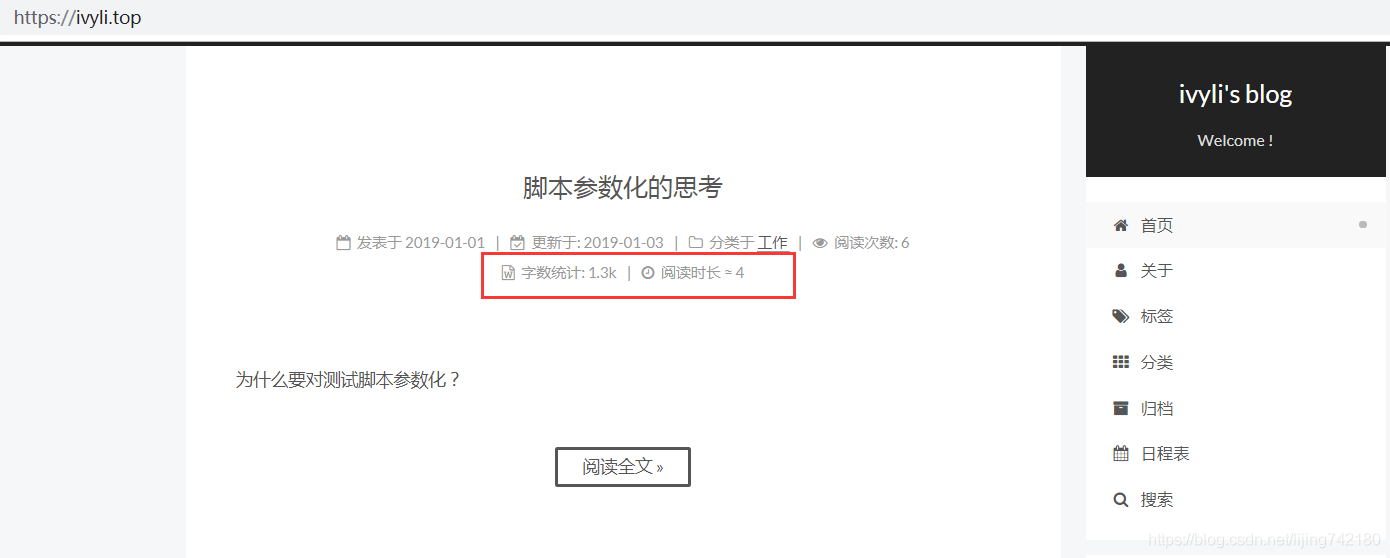 https://ivyli.top
ivyli's blog
Welcome !
脚本参数化的思考
发表于 2019-01-01 | 更新于: 2019-01-03 | 分类于 工作 | 阅读次数: 6
字数统计: 1.3k | 阅读时长 ≈ 4
为什么要对测试脚本参数化？
阅读全文 »
首页
关于
标签
分类
归档
日程表
搜索
https://blog.csdn.net/lijing742180